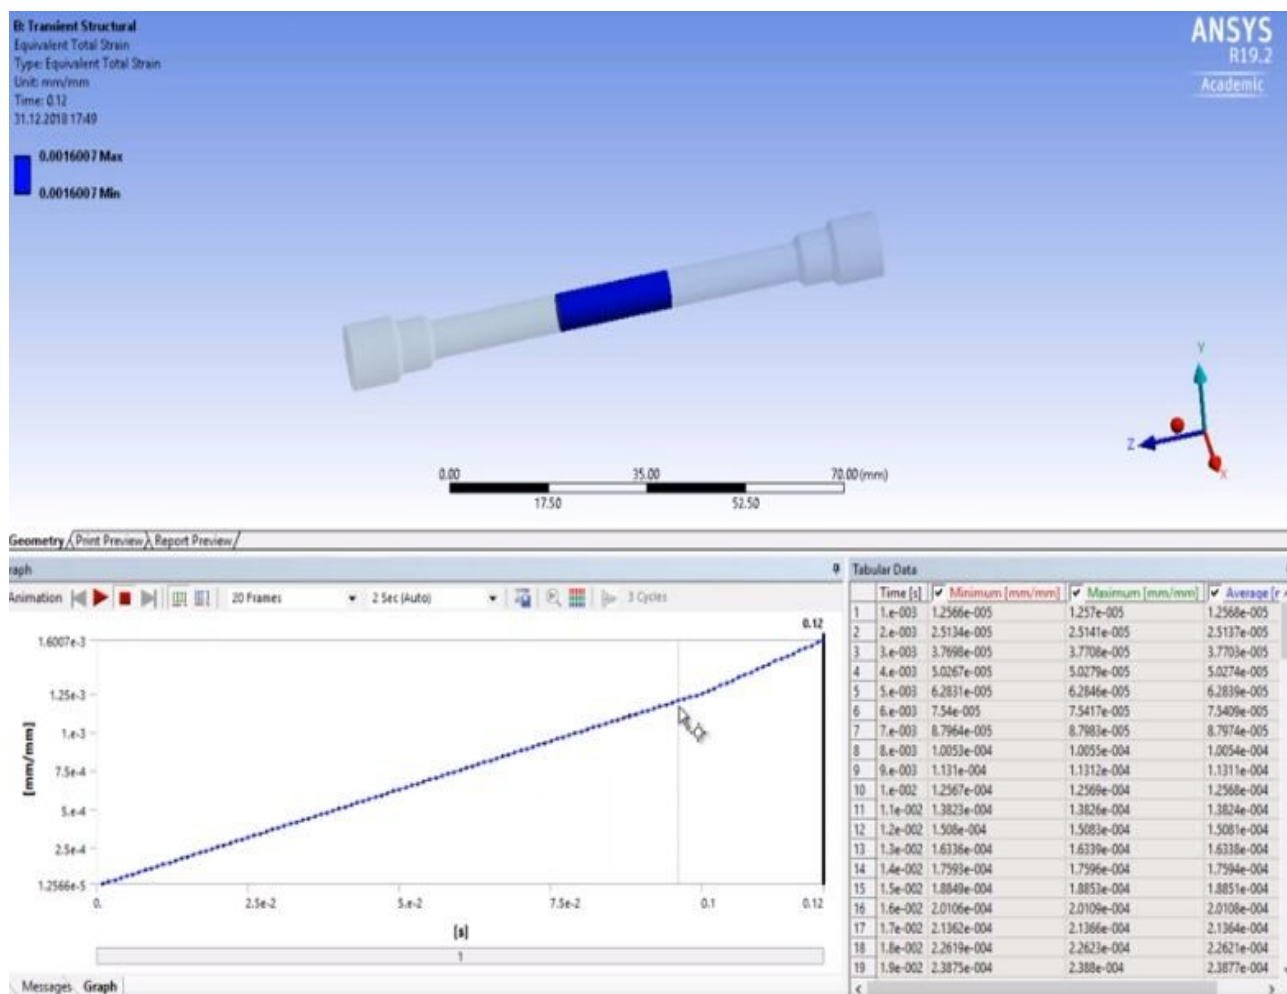 B: Transient Structural
Equivalent Total Strain
Type: Equivalent Total Strain
Unit: mm/mm
Time: 0.12
31.12.2018 17:49
0.0016007 Max
0.0016007 Min
ANSYS
R19.2
Academic
Y
Z
X
0.00 35.00 70.00 (mm)
17.50 52.50
Geometry Print Preview Report Preview
raph
Animation 20 Frames 2 Sec (Auto) 3 Cycles
0.12
1.6007e-3
1.25e-3
1.e-3
7.5e-4
5.e-4
2.5e-4
1.2566e-5
[mm/mm]
0. 2.5e-2 5.e-2 7.5e-2 0.1 0.12
[s]
1
Messages Graph
Tabular Data
Time [s] Minimum [mm/mm] Maximum [mm/mm] Average [r
1 1.e-003 1.2566e-005 1.257e-005 1.2568e-005
2 2.e-003 2.5134e-005 2.5141e-005 2.5137e-005
3 3.e-003 3.7698e-005 3.7708e-005 3.7703e-005
4 4.e-003 5.0267e-005 5.0279e-005 5.0274e-005
5 5.e-003 6.2831e-005 6.2846e-005 6.2839e-005
6 6.e-003 7.54e-005 7.5417e-005 7.5409e-005
7 7.e-003 8.7964e-005 8.7983e-005 8.7974e-005
8 8.e-003 1.0053e-004 1.0055e-004 1.0054e-004
9 9.e-003 1.131e-004 1.1312e-004 1.1311e-004
10 1.e-002 1.2567e-004 1.2569e-004 1.2568e-004
11 1.1e-002 1.3823e-004 1.3826e-004 1.3824e-004
12 1.2e-002 1.508e-004 1.5083e-004 1.5081e-004
13 1.3e-002 1.6336e-004 1.6339e-004 1.6338e-004
14 1.4e-002 1.7593e-004 1.7596e-004 1.7594e-004
15 1.5e-002 1.8849e-004 1.8853e-004 1.8851e-004
16 1.6e-002 2.0106e-004 2.0109e-004 2.0108e-004
17 1.7e-002 2.1362e-004 2.1366e-004 2.1364e-004
18 1.8e-002 2.2619e-004 2.2623e-004 2.2621e-004
19 1.9e-002 2.3875e-004 2.388e-004 2.3877e-004